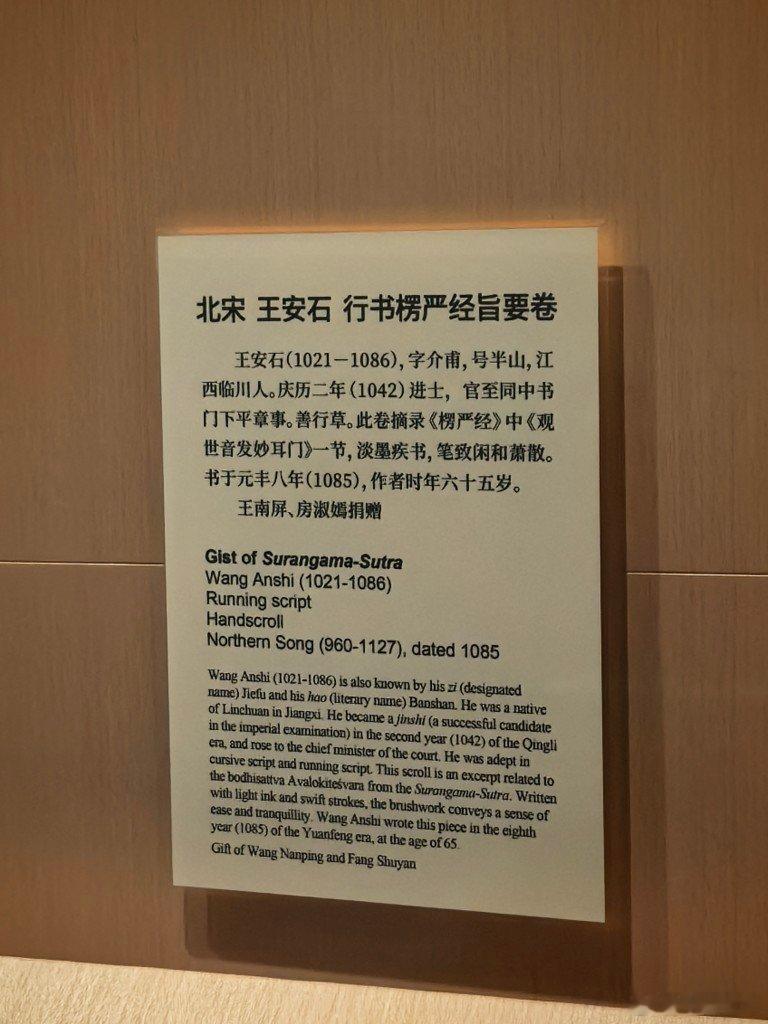 北宋 王安石 行书楞严经旨要卷
王安石(1021－1086),字介甫,号半山,江
西临川人。庆历二年(1042)进士, 官至同中书
门下平章事。善行草。此卷摘录《楞严经》中《观
世音发妙耳门》一节,淡墨疾书,笔致闲和萧散。
书于元丰八年(1085),作者时年六十五岁。
王南屏、房淑嫣捐赠
Gist of Surangama-Sutra
Wang Anshi (1021-1086)
Running script
Handscroll
Northern Song (960-1127), dated 1085
Wang Anshi (1021-1086) is also known by his zi (designated
name) Jiefu and his hao (literary name) Banshan. He was a native
of Linchuan in Jiangxi. He became a jinshi (a successful candidate
in the imperial examination) in the second year (1042) of the Qingli
era, and rose to the chief minister of the court. He was adept in
cursive script and running script. This scroll is an excerpt related to
the bodhisattva Avalokiteśvara from the Surangama-Sutra. Written
with light ink and swift strokes, the brushwork conveys a sense of
ease and tranquillity. Wang Anshi wrote this piece in the eighth
year (1085) of the Yuanfeng era, at the age of 65.
Gift of Wang Nanping and Fang Shuyan